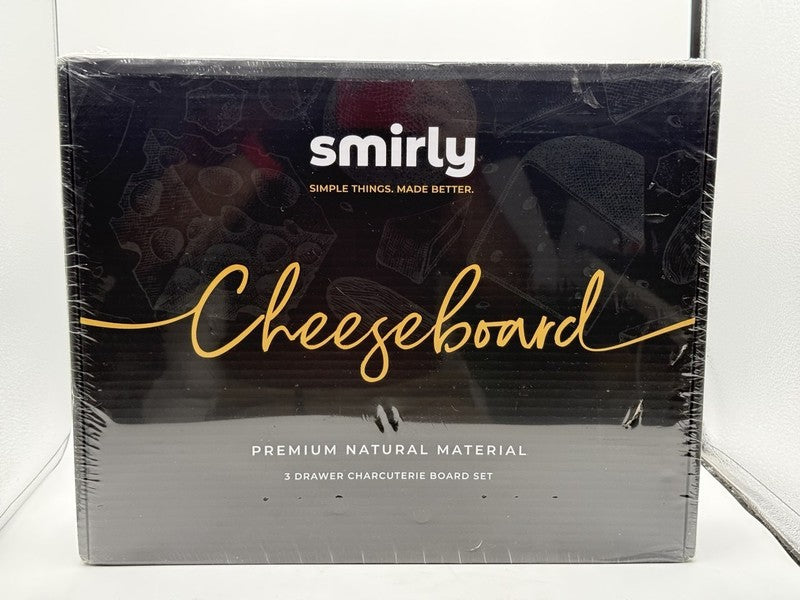 smirly
SIMPLE THINGS. MADE BETTER.
Cheeseboard
PREMIUM NATURAL MATERIAL
3 DRAWER CHARCUTERIE BOARD SET